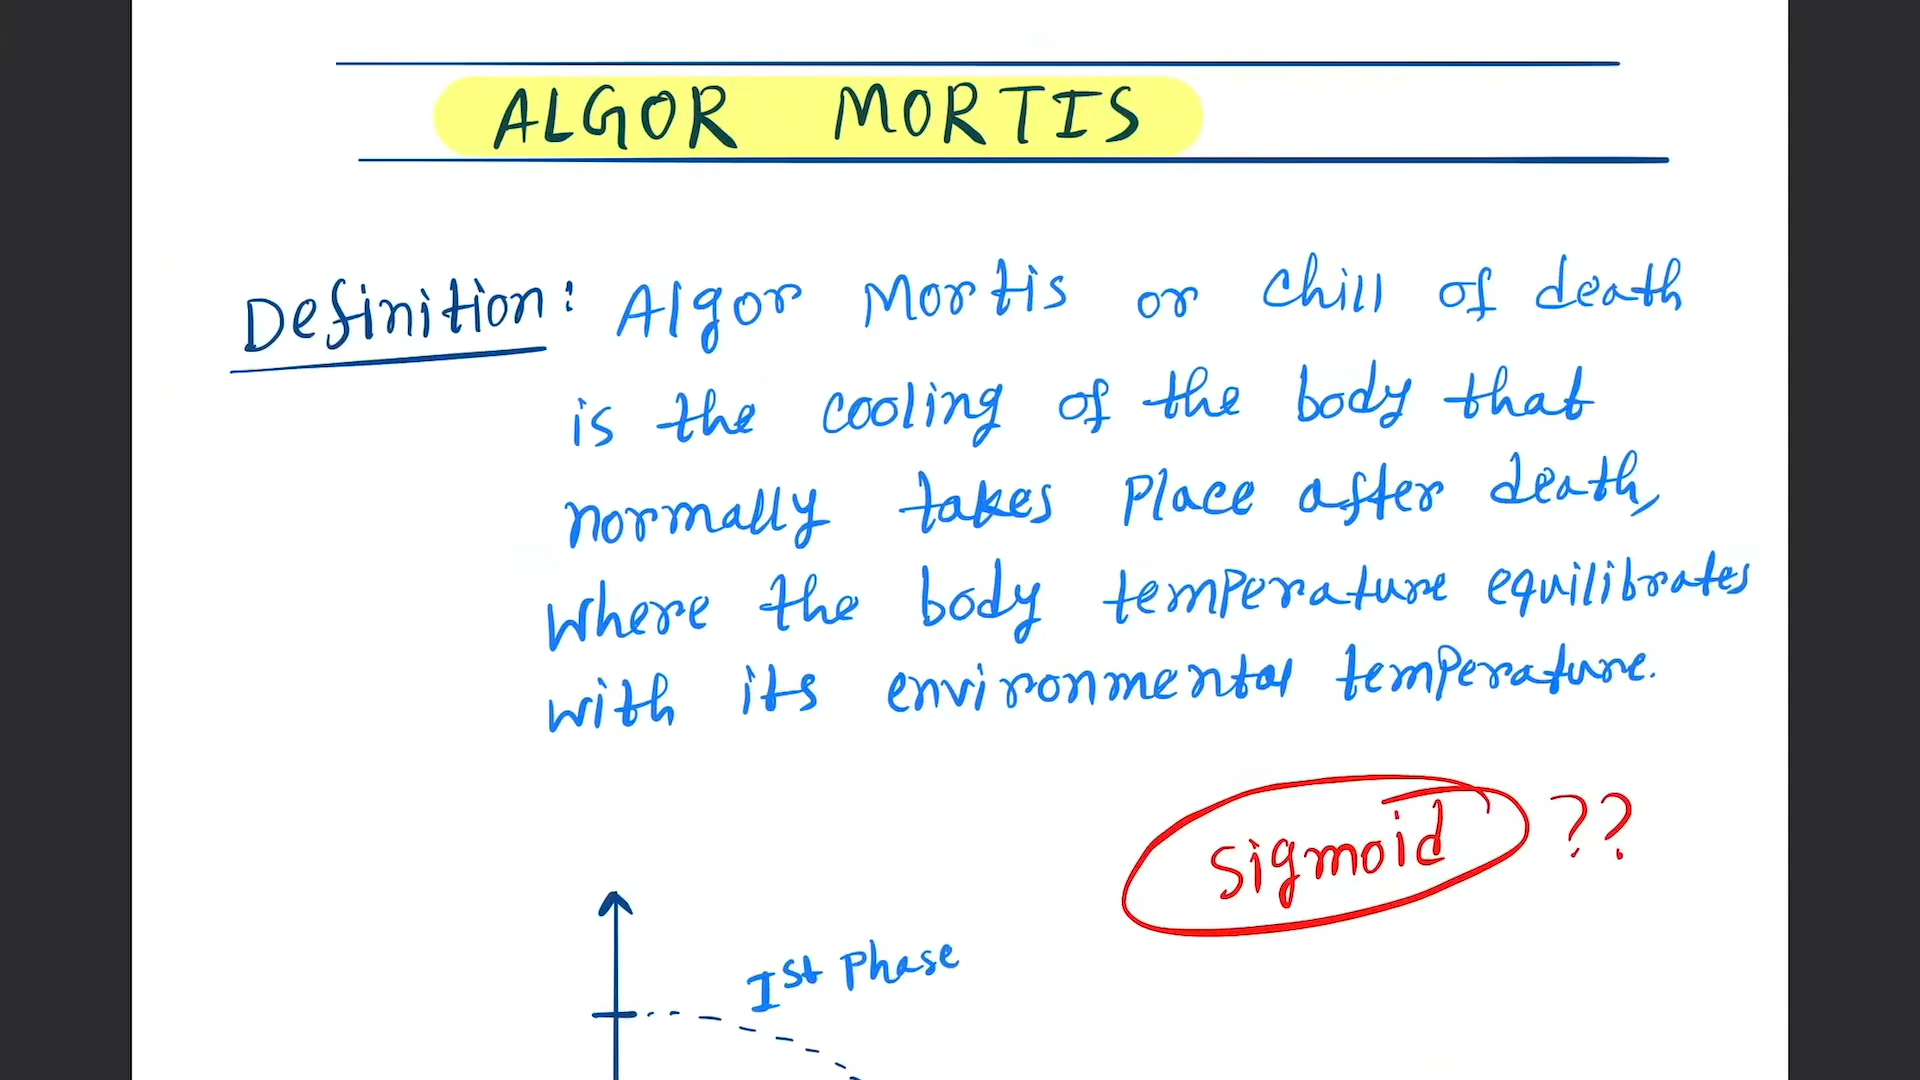 ALGOR MORTIS
Definition: Algor Mortis or chill of death
is the cooling of the body that
normally takes place after death,
where the body temperature equilibrates
with its environmental temperature.
Sigmoid ??
1st Phase